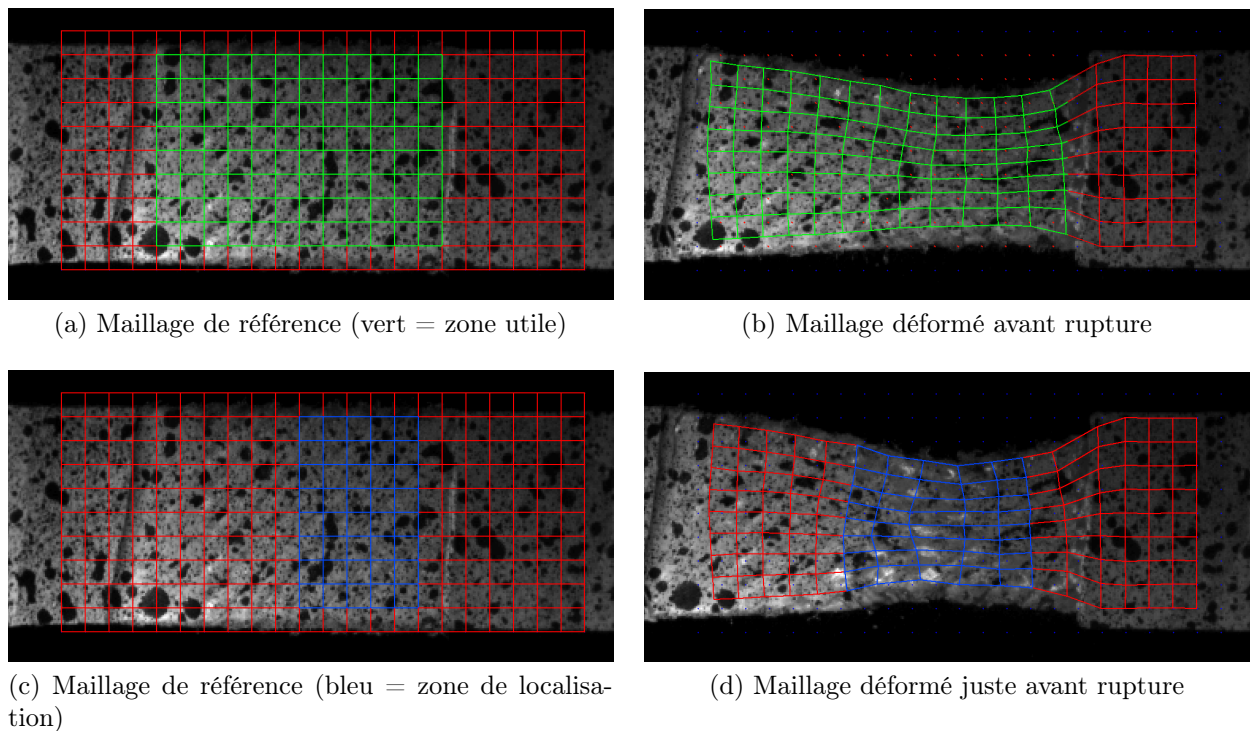 (a) Maillage de référence (vert = zone utile)
(b) Maillage déformé avant rupture
(c) Maillage de référence (bleu = zone de localisa-
tion)
(d) Maillage déformé juste avant rupture